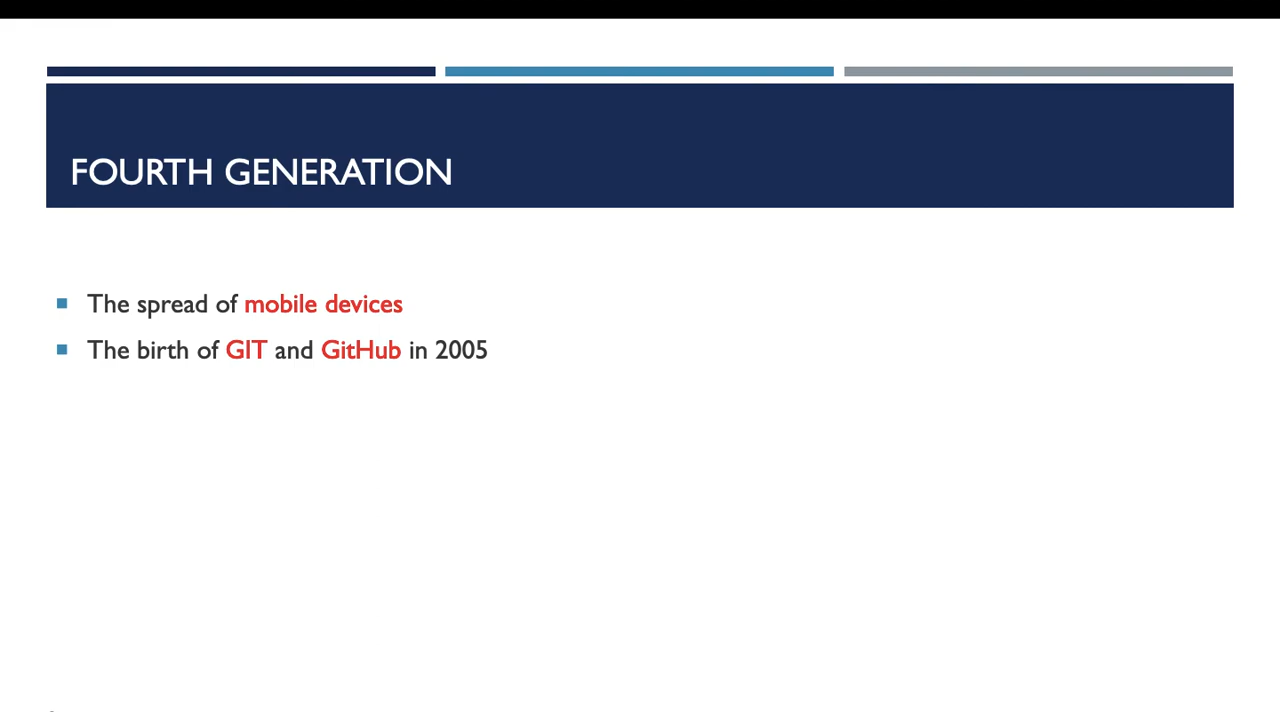 FOURTH GENERATION
The spread of mobile devices
The birth of GIT and GitHub in 2005